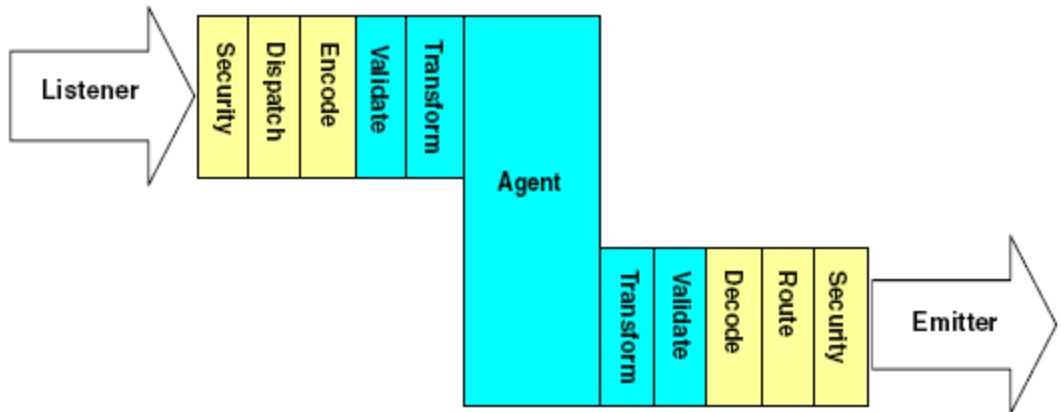 Listener
Security
Dispatch
Encode
Validate
Transform
Agent
Transform
Validate
Decode
Route
Security
Emitter